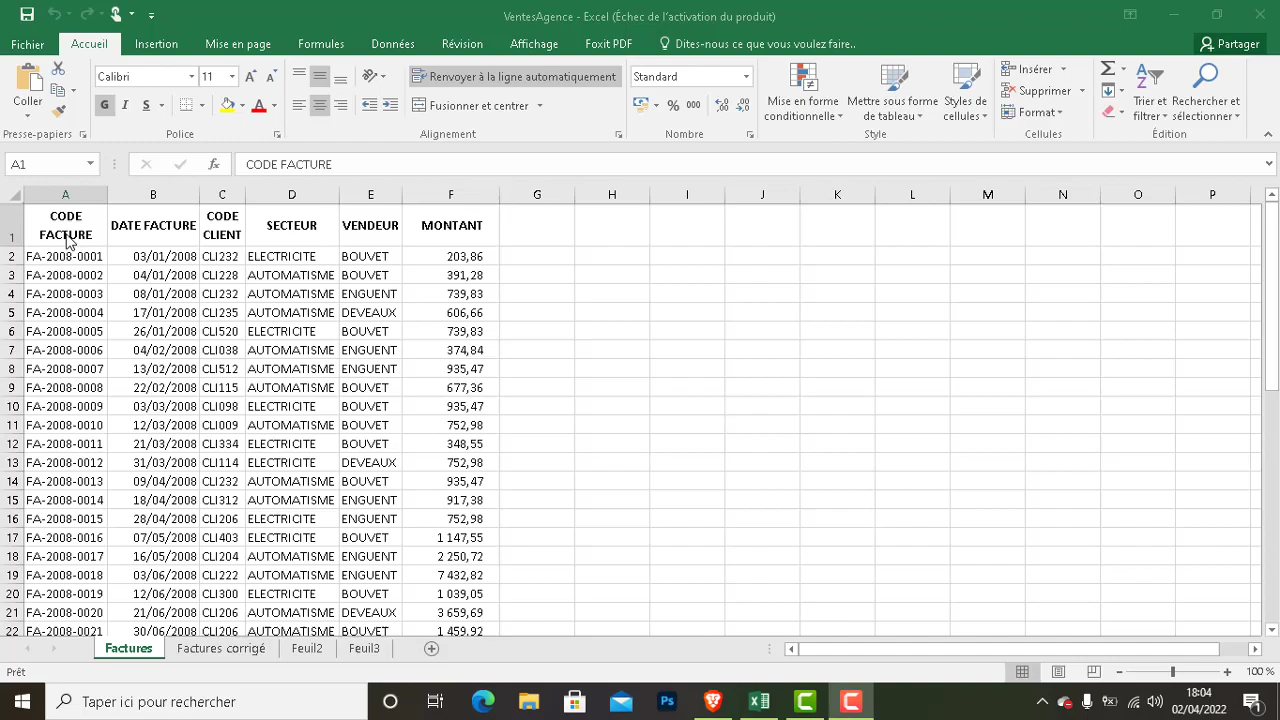 VentesAgence - Excel (Échec de l'activation du produit)
Fichier Accueil Insertion Mise en page Formules Données Révision Affichage Foxit PDF Dites-nous ce que vous voulez faire.. Partager
Coller
Calibri 11
Renvoyer à la ligne automatiquement
Standard
Mise en forme conditionnelle
Mettre sous forme de tableau
Styles de cellules
Insérer
Supprimer
Format
Trier et filtrer
Rechercher et sélectionner
G I S
Fusionner et centrer
% 000
Presse-papiers Police Alignement Nombre Style Cellules Édition
A1 fx CODE FACTURE
A B C D E F G H I J K L M N O P
1 CODE FACTURE DATE FACTURE CODE CLIENT SECTEUR VENDEUR MONTANT
2 FA-2008-0001 03/01/2008 CLI232 ELECTRICITE BOUVET 203,86
3 FA-2008-0002 04/01/2008 CLI228 AUTOMATISME BOUVET 391,28
4 FA-2008-0003 08/01/2008 CLI232 AUTOMATISME ENGUENT 739,83
5 FA-2008-0004 17/01/2008 CLI235 AUTOMATISME DEVEAUX 606,66
6 FA-2008-0005 26/01/2008 CLI520 ELECTRICITE BOUVET 739,83
7 FA-2008-0006 04/02/2008 CLI038 AUTOMATISME ENGUENT 374,84
8 FA-2008-0007 13/02/2008 CLI512 AUTOMATISME ENGUENT 935,47
9 FA-2008-0008 22/02/2008 CLI115 AUTOMATISME BOUVET 677,36
10 FA-2008-0009 03/03/2008 CLI098 ELECTRICITE BOUVET 935,47
11 FA-2008-0010 12/03/2008 CLI009 AUTOMATISME BOUVET 752,98
12 FA-2008-0011 21/03/2008 CLI334 ELECTRICITE BOUVET 348,55
13 FA-2008-0012 31/03/2008 CLI114 ELECTRICITE DEVEAUX 752,98
14 FA-2008-0013 09/04/2008 CLI232 AUTOMATISME BOUVET 935,47
15 FA-2008-0014 18/04/2008 CLI312 AUTOMATISME ENGUENT 917,38
16 FA-2008-0015 28/04/2008 CLI206 ELECTRICITE ENGUENT 752,98
17 FA-2008-0016 07/05/2008 CLI403 ELECTRICITE BOUVET 1 147,55
18 FA-2008-0017 16/05/2008 CLI204 AUTOMATISME ENGUENT 2 250,72
19 FA-2008-0018 03/06/2008 CLI222 AUTOMATISME ENGUENT 7 432,82
20 FA-2008-0019 12/06/2008 CLI300 ELECTRICITE BOUVET 1 039,05
21 FA-2008-0020 21/06/2008 CLI206 AUTOMATISME DEVEAUX 3 659,69
22 FA-2008-0021 30/06/2008 CLI206 AUTOMATISME BOUVET 1 459,92
Factures Factures corrigé Feuil2 Feuil3
Prêt 100 %
Taper ici pour rechercher
Ps
18:04
02/04/2022